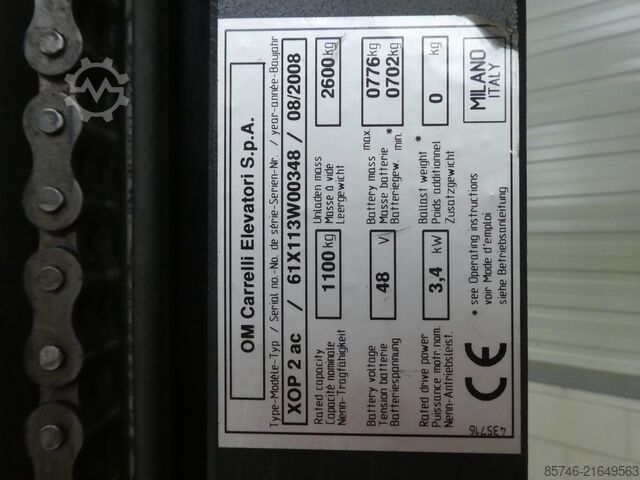 OM Carrelli Elevatori S.p.A.
Type-Modèle-Typ / Serial no.-No. de série-Serien-Nr. / year-année-Baujahr
XOP 2 ac / 61X113W00348 / 08/2008
Rated capacity
Capacité nominale
Nenn-Tragfähigkeit
1100 kg
Unladen mass
Masse à vide
Leergewicht
2600 kg
Battery voltage
Tension batterie
Batteriespannung
48 V
Battery mass max.
Masse batterie
Batteriegew. min. *
0776 kg
0702 kg
Rated drive power
Puissance motr.nom.
Nenn-Antriebsleist.
3,4 kW
Ballast weight *
Poids additionnel
Zusatzgewicht
0 kg
CE
* see Operating instructions
voir Mode d'emploi
siehe Betriebsanleitung
MILANO
ITALY
435716
85746-21649563